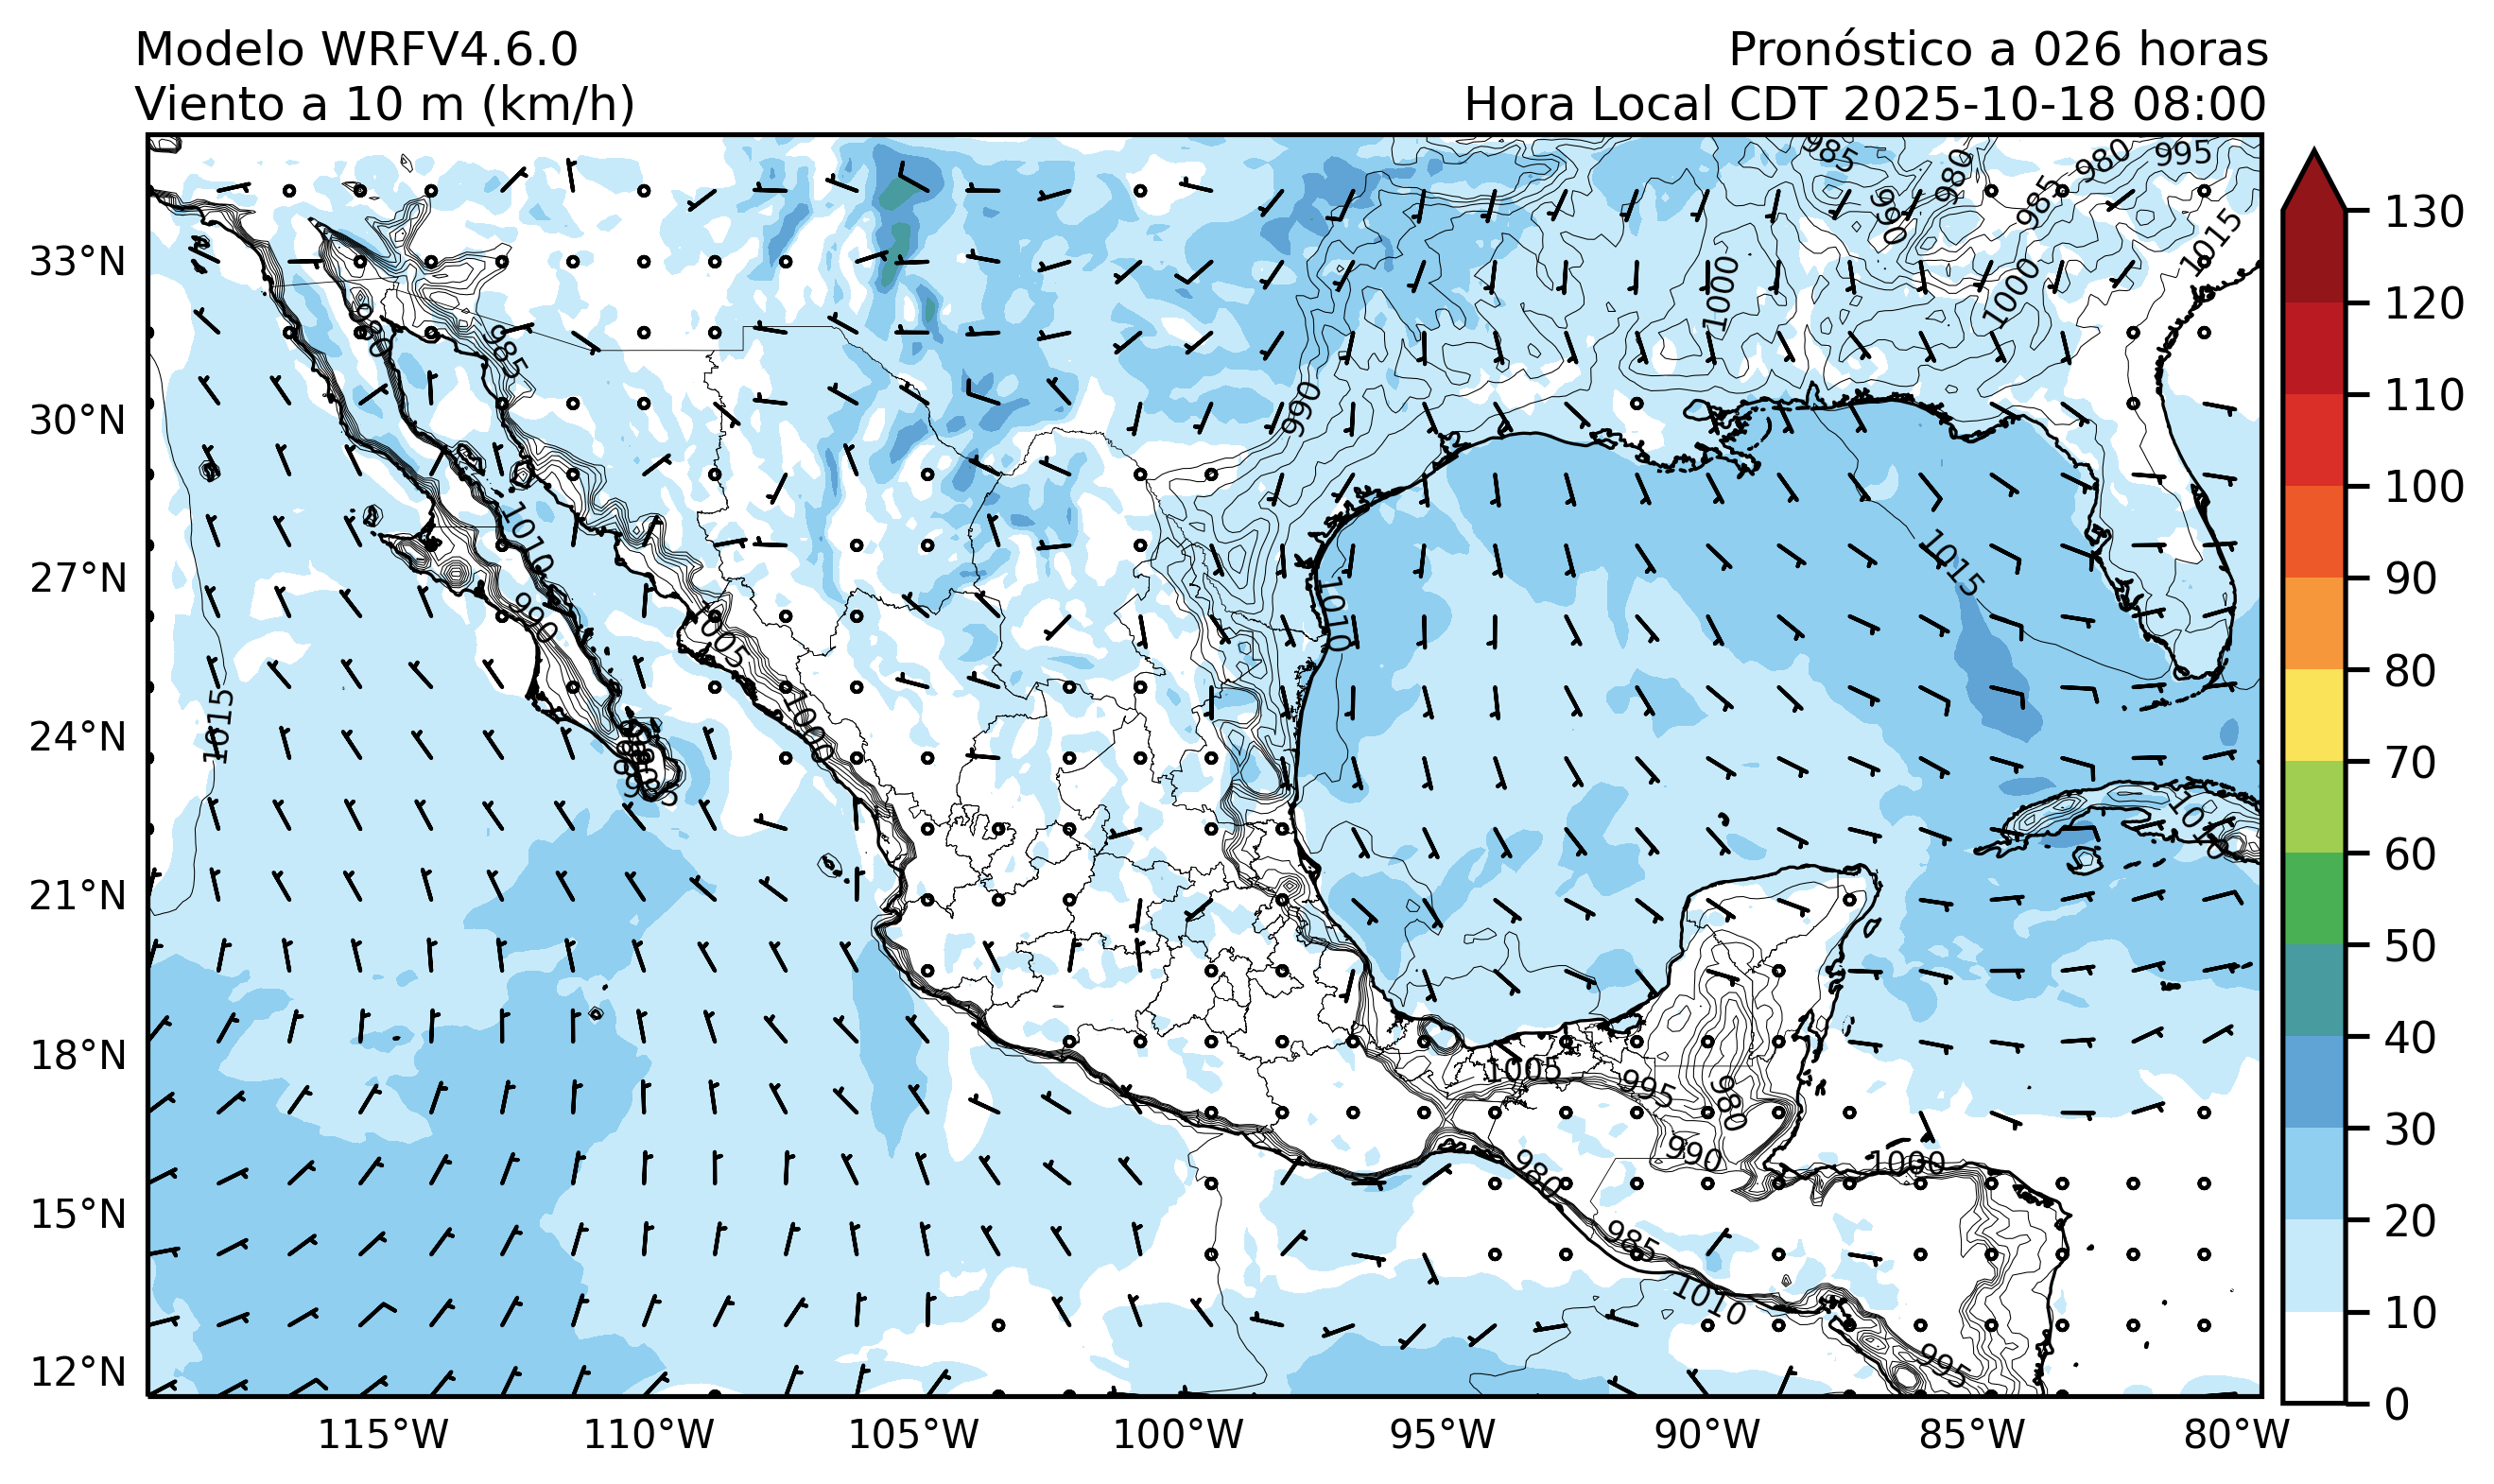 Modelo WRFV4.6.0
Pronóstico a 026 horas
Viento a 10 m (km/h)
Hora Local CDT 2025-10-18 08:00
33°N
30°N
27°N
24°N
21°N
18°N
15°N
12°N
115°W
110°W
105°W
100°W
95°W
90°W
85°W
80°W
130
120
110
100
90
80
70
60
50
40
30
20
10
0
985
980
980
995
985
960
1015
1000
1000
985
990
1010
1015
990
1010
1005
1015
1000
1010
1005
995
980
990
1000
980
985
1010
995